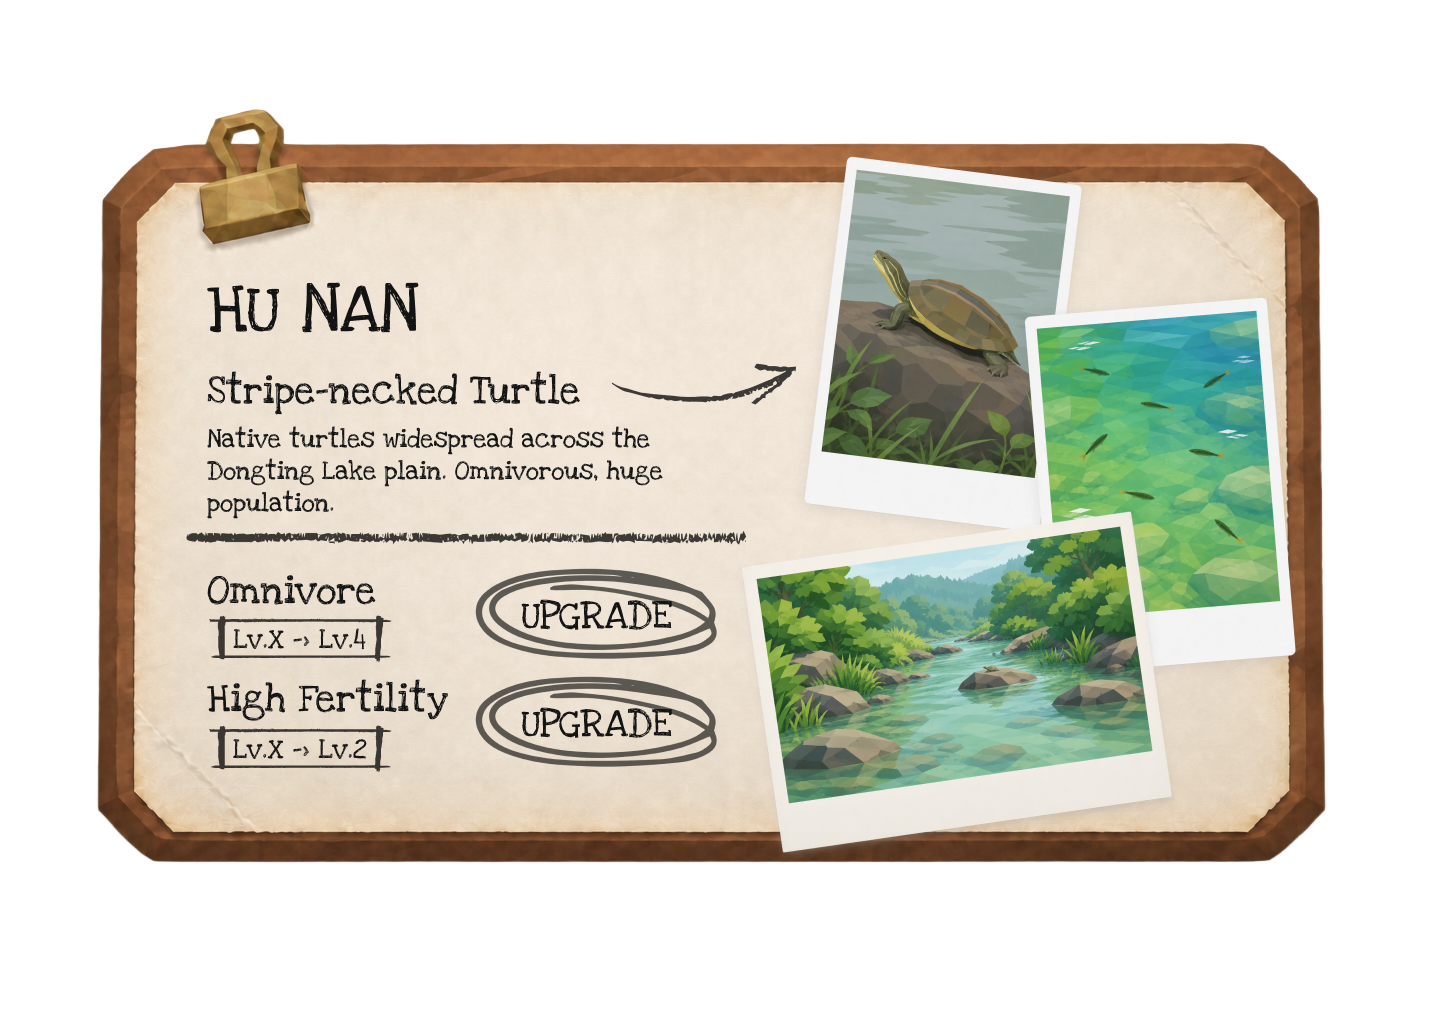 HU NAN
Stripe-necked Turtle
Native turtles widespread across the
Dongting Lake plain. Omnivorous, huge
population.
Omnivore
Lv.X -> Lv.4
UPGRADE
High Fertility
Lv.X -> Lv.2
UPGRADE